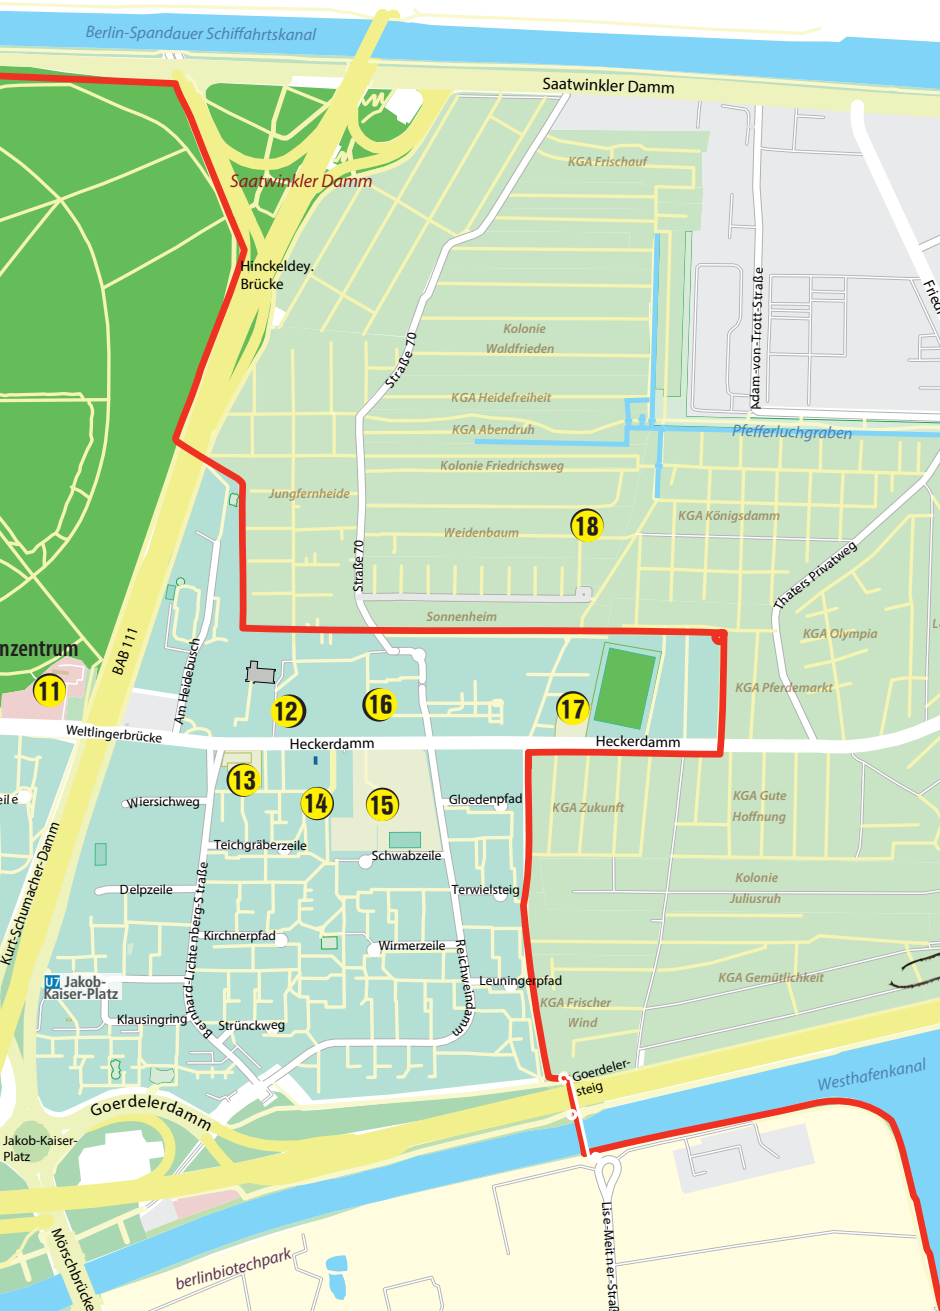 Berlin-Spandauer Schiffahrtskanal
Saatwinkler Damm
KGA Frischauf
Saatwinkler Damm
Hinckeldey.
Brücke
Adam-von-Trott-Straße
Kolonie
Waldfrieden
Straße 70
KGA Heidefreiheit
KGA Abendruh
Pfefferluchgraben
Kolonie Friedrichsweg
Jungfernheide
KGA Königsdamm
18
Weidenbaum
Straße 70
Thaters Privatweg
Sonnenheim
KGA Olympia
BAB 111
nzentrum
Am Heidebusch
11
KGA Pferdemarkt
12
16
17
Weltlingerbrücke
Heckerdamm
Heckerdamm
13
14
15
Wiersichweg
Gloedenpfad
KGA Zukunft
KGA Gute
Hoffnung
Teichgräberzeile
Schwabzeile
Kurt-Schumacher-Damm
Bernhard-Lichtenberg-Straße
Kolonie
Juliusruh
Delpzeile
Terwielsteig
Kirchnerpfad
Wirmerzeile
Reichweindamm
U7 Jakob-
Kaiser-Platz
Leuningerpfad
KGA Gemütlichkeit
KGA Frischer
Wind
Klausingring
Strünckweg
Goerdeler-
steig
Westhafenkanal
Goerdelerdamm
Jakob-Kaiser-
Platz
Mörschbrücke
berlinbiotechpark
Lise-Meitner-Straß